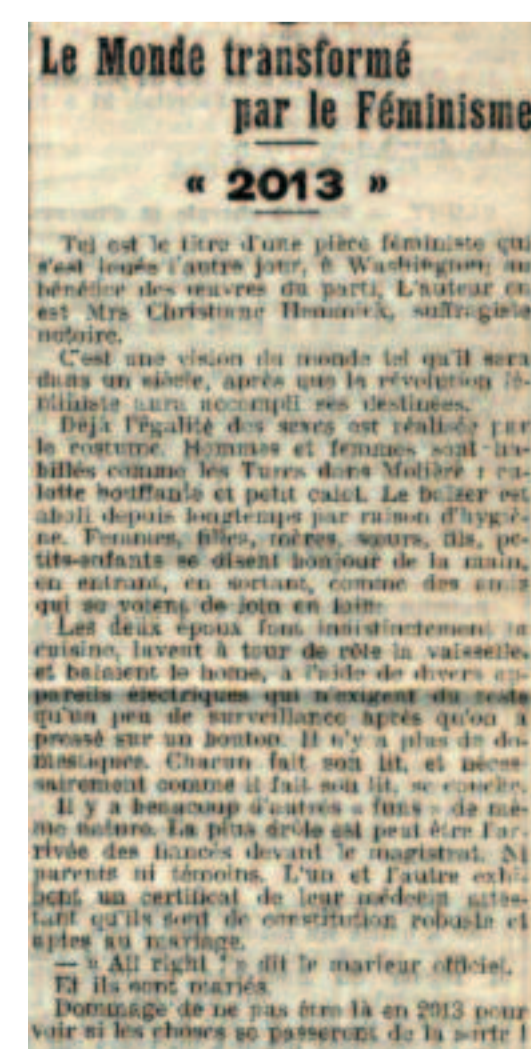 Le Monde transformé
par le Féminisme
« 2013 »
Tel est le titre d'une pièce féministe qui
s'est jouée l'autre jour, à Washington, au
bénéfice des œuvres du parti. L'auteur en
est Mrs Christiane Hemmick, suffragiste
notoire.
C'est une vision du monde tel qu'il sera
dans un siècle, après que la révolution fé-
ministe aura accompli ses destinées.
Déjà l'égalité des sexes est réalisée par
le costume. Hommes et femmes sont ha-
billés comme les Turcs dans Molière : cu-
lotte bouffante et petit calot. Le baiser est
aboli depuis longtemps par raison d'hygiè-
ne. Femmes, filles, mères, sœurs, fils, pe-
tits-enfants se disent bonjour de la main,
en entrant, en sortant, comme des amis
qui se voient de loin en loin.
Les deux époux font indistinctement la
cuisine, lavent à tour de rôle la vaisselle,
et balaient le home, à l'aide de divers ap-
pareils électriques qui n'exigent du reste
qu'un peu de surveillance après qu'on a
pressé sur un bouton. Il n'y a plus de do-
mestiques. Chacun fait son lit, et néces-
sairement comme il fait son lit, se couche.
Il y a beaucoup d'autres « funs » de mê-
me nature. La plus drôle est peut être l'ar-
rivée des fiancés devant le magistrat. Ni
parents ni témoins. L'un et l'autre exhi-
bent un certificat de leur médecin attes-
tant qu'ils sont de constitution robuste et
aptes au mariage.
— « All right ! » dit le marieur officiel.
Et ils sont mariés.
Dommage de ne pas être là en 2013 pour
voir si les choses se passeront de la sorte !